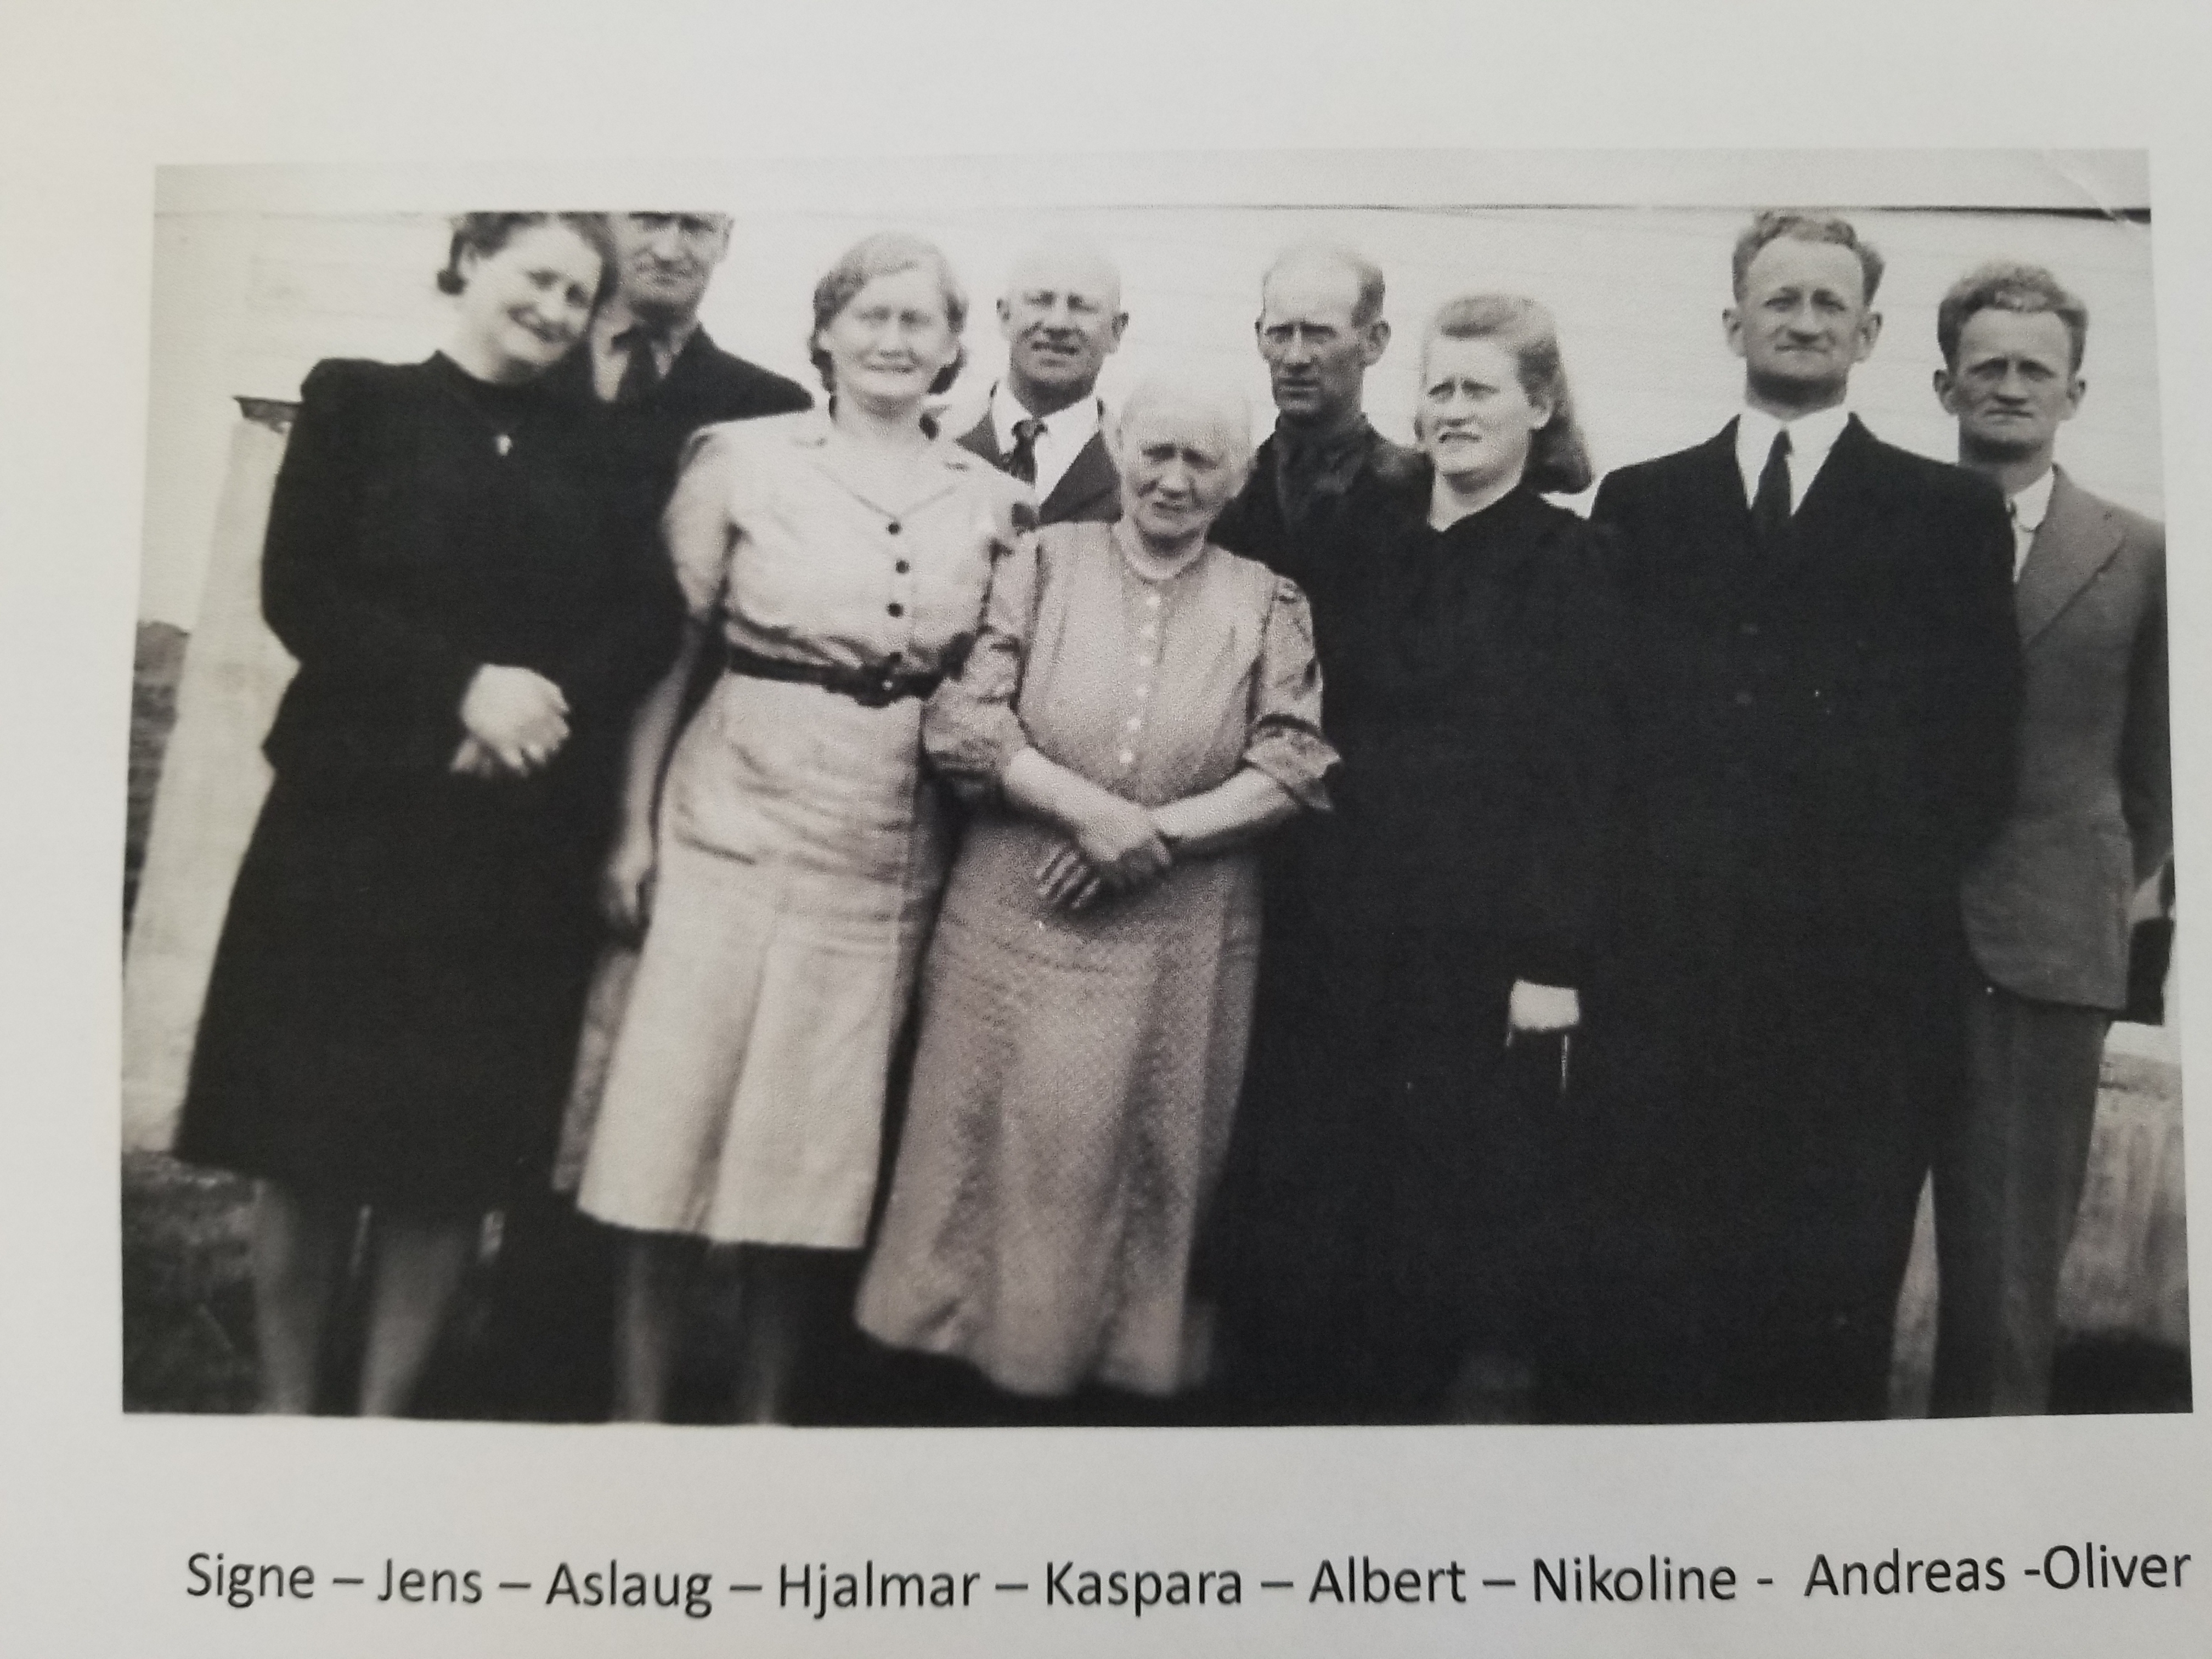 Signe – Jens – Aslaug – Hjalmar – Kaspara – Albert – Nikoline - Andreas -Oliver